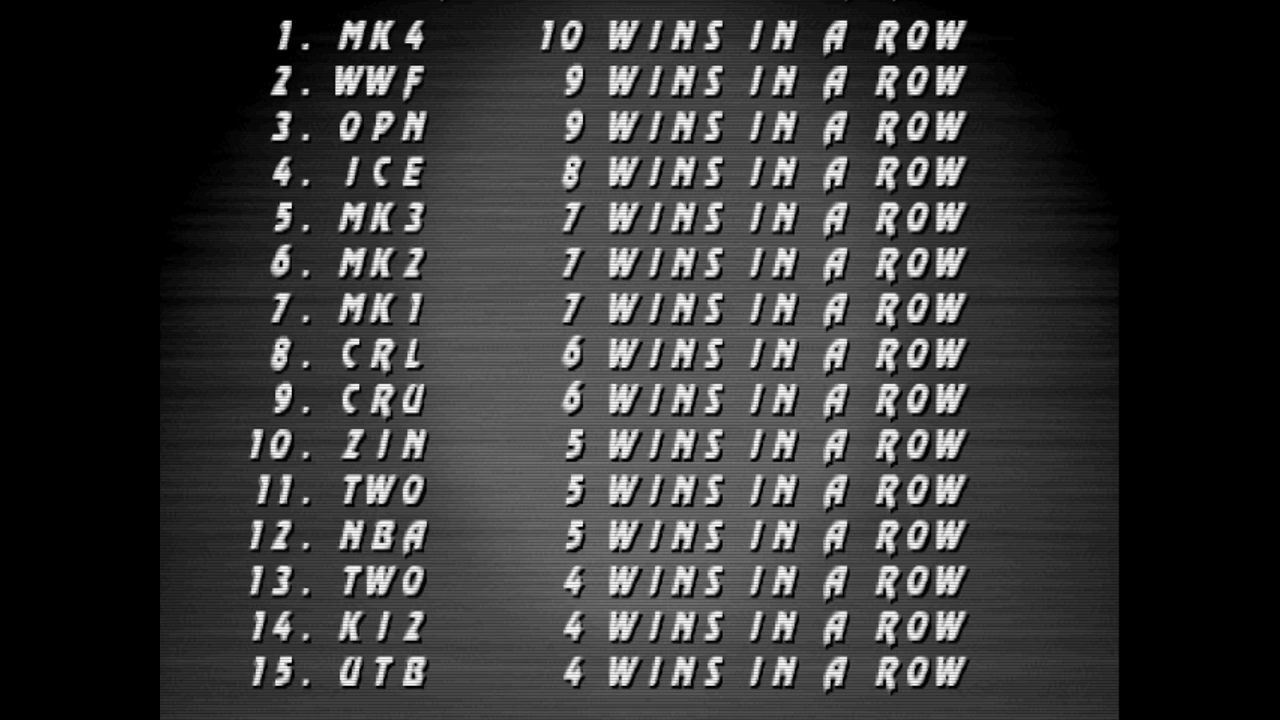 1. MK4 10 WINS IN A ROW
2. WWF 9 WINS IN A ROW
3. OPN 9 WINS IN A ROW
4. ICE 8 WINS IN A ROW
5. MK3 7 WINS IN A ROW
6. MK2 7 WINS IN A ROW
7. MK1 7 WINS IN A ROW
8. CRL 6 WINS IN A ROW
9. CRU 6 WINS IN A ROW
10. ZIN 5 WINS IN A ROW
11. TWO 5 WINS IN A ROW
12. NBA 5 WINS IN A ROW
13. TWO 4 WINS IN A ROW
14. KI2 4 WINS IN A ROW
15. UTB 4 WINS IN A ROW